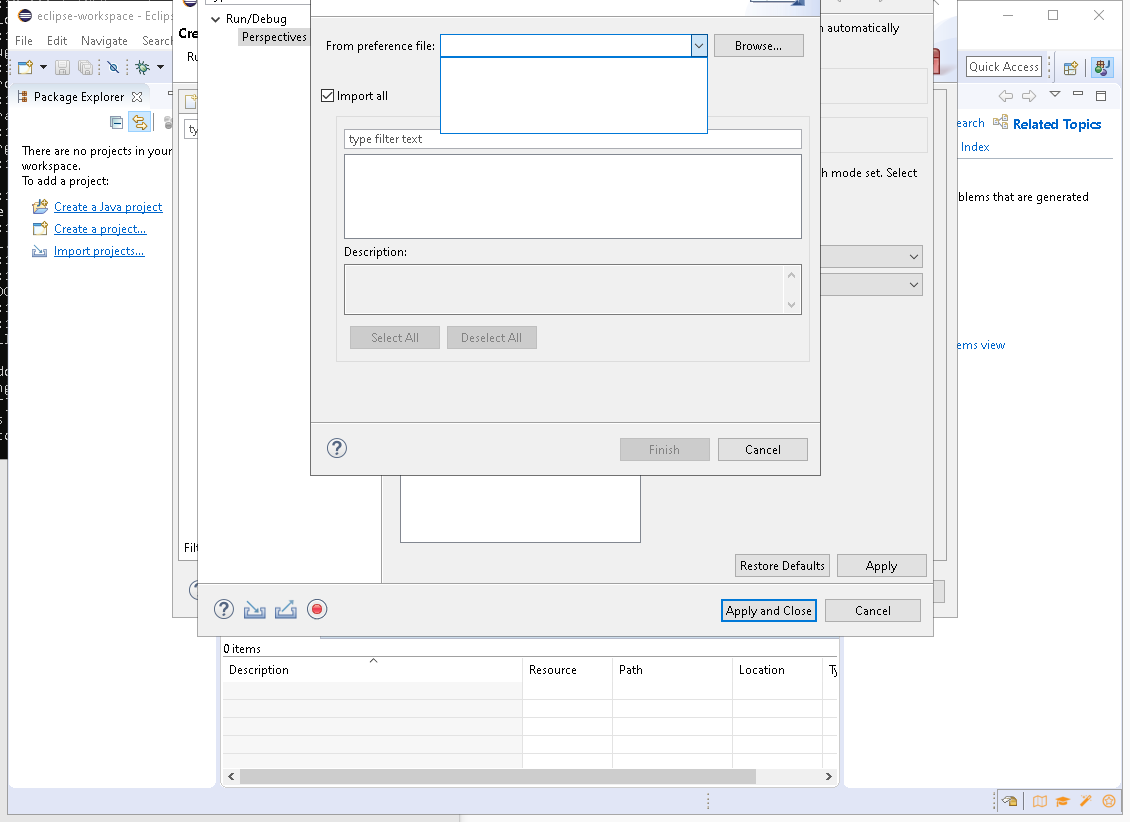 eclipse-workspace - Eclips
File Edit Navigate Search
Quick Access
Package Explorer
There are no projects in your
workspace.
To add a project:
Create a Java project
Create a project...
Import projects...
Cre
Ru
ty
Filt
Run/Debug
Perspectives
From preference file:
Browse...
Import all
type filter text
Description:
Select All
Deselect All
?
Finish
Cancel
automatically
h mode set. Select
Restore Defaults
Apply
?
Apply and Close
Cancel
earch
Related Topics
Index
blems that are generated
ems view
0 items
Description Resource Path Location Ty